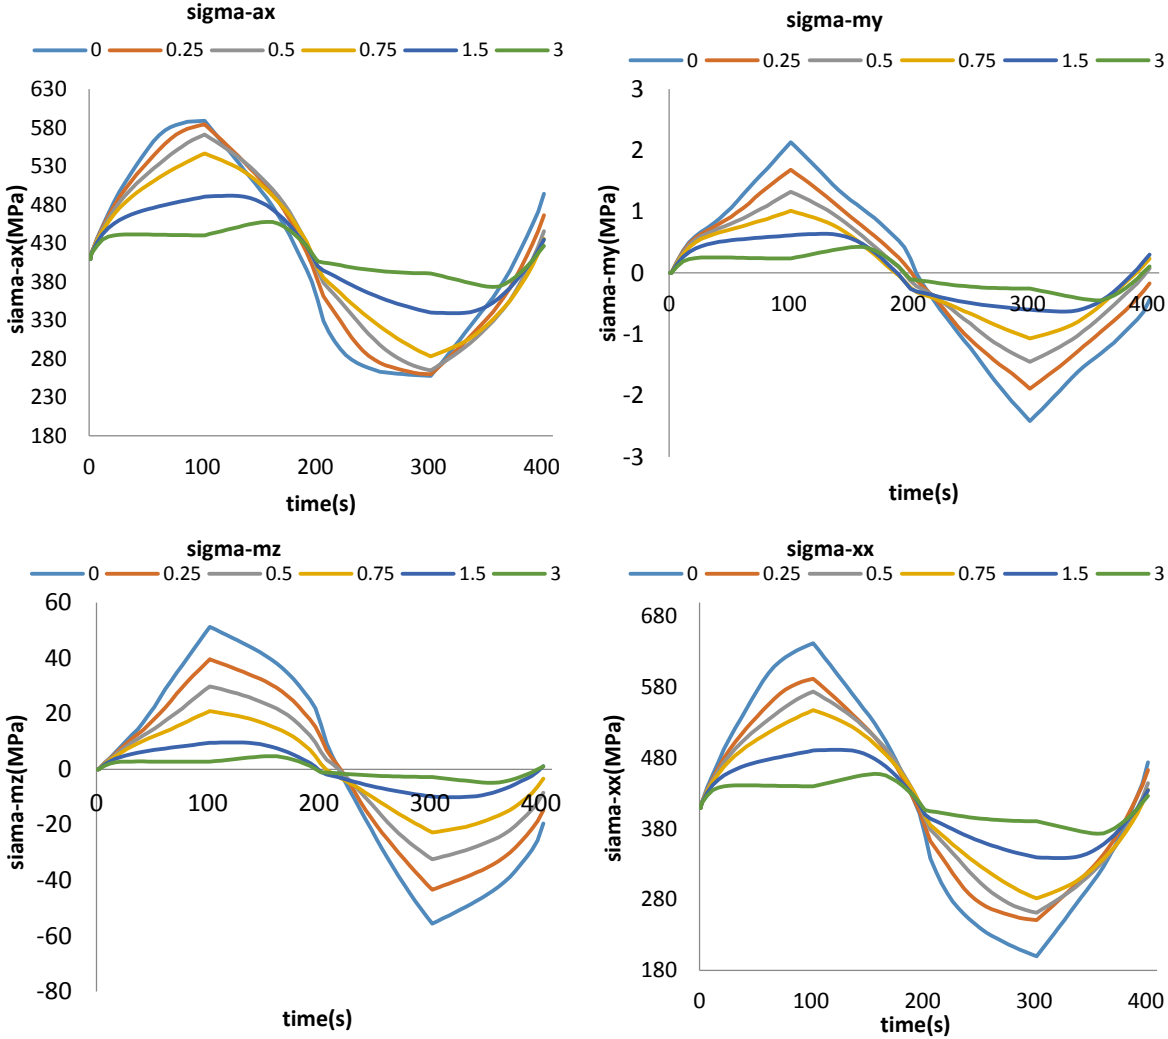 sigma-ax
0 0.25 0.5 0.75 1.5 3
630
580
530
480
430
380
330
280
230
180
siama-ax(MPa)
0 100 200 300 400
time(s)
sigma-my
0 0.25 0.5 0.75 1.5 3
3
2
1
0
-1
-2
-3
siama-my(MPa)
0 100 200 300 400
time(s)
sigma-mz
0 0.25 0.5 0.75 1.5 3
60
40
20
0
-20
-40
-60
-80
siama-mz(MPa)
0 100 200 300 400
time(s)
sigma-xx
0 0.25 0.5 0.75 1.5 3
680
580
480
380
280
180
siama-xx(MPa)
0 100 200 300 400
time(s)